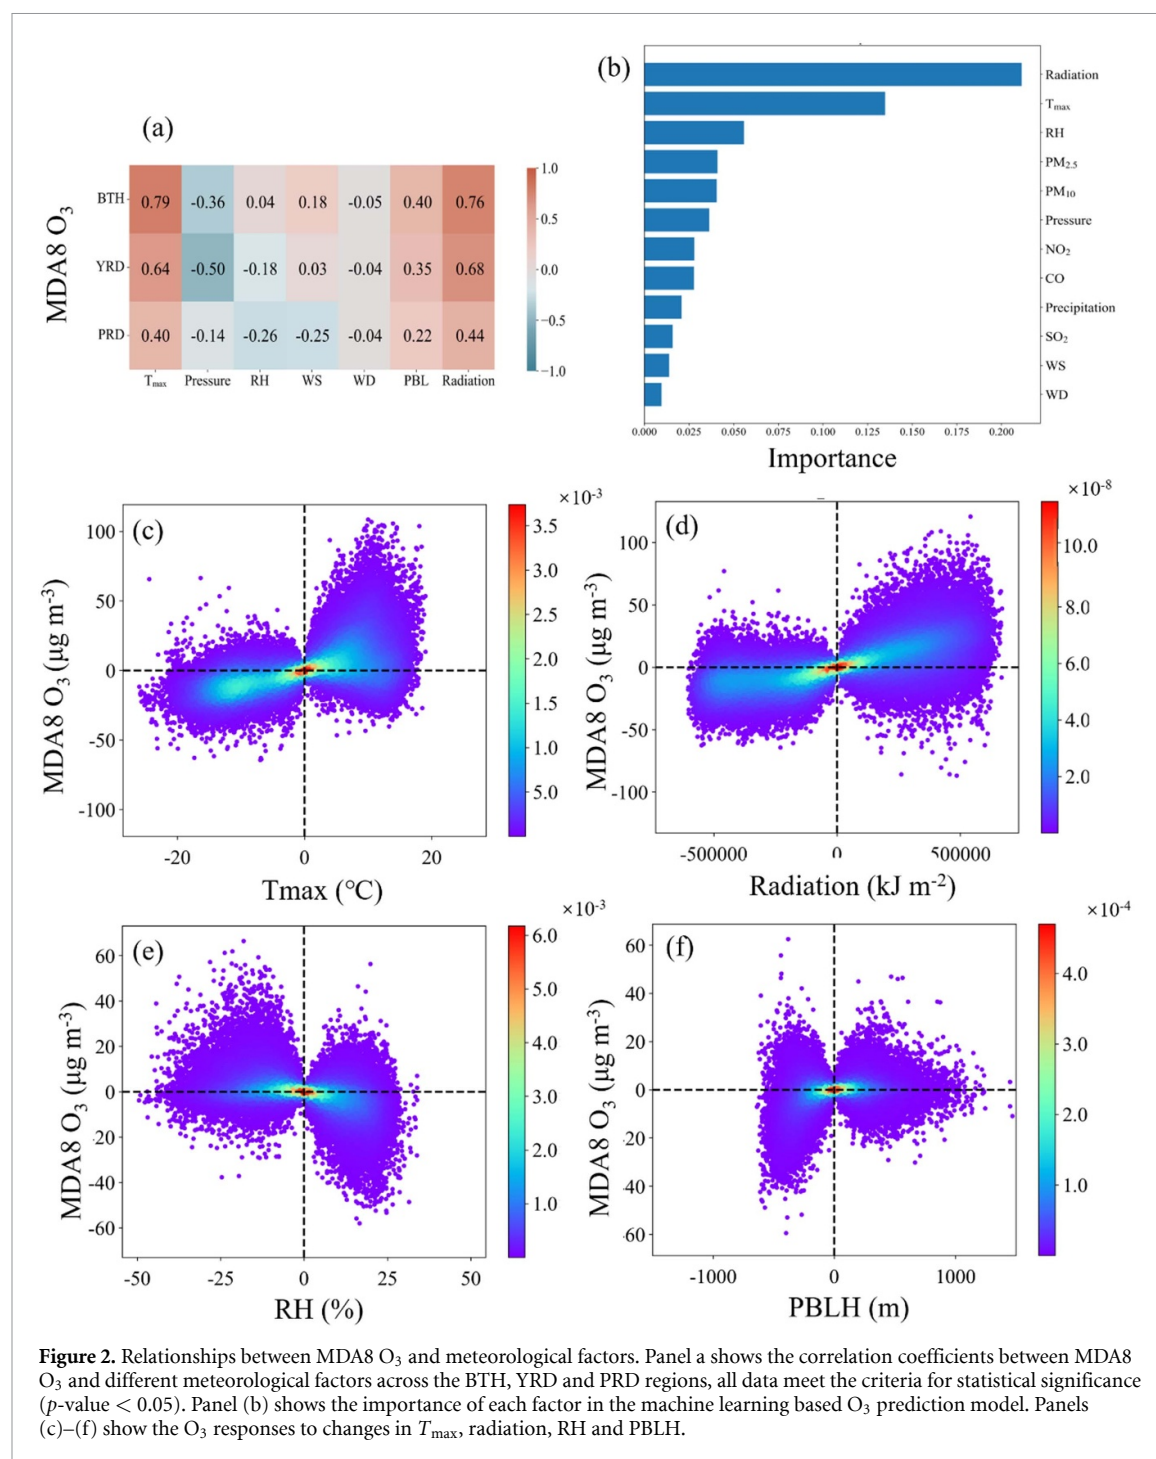 (a)
MDA8 O3
BTH
YRD
PRD
0.79 -0.36 0.04 0.18 -0.05 0.40 0.76
0.64 -0.50 -0.18 0.03 -0.04 0.35 0.68
0.40 -0.14 -0.26 -0.25 -0.04 0.22 0.44
Tmax Pressure RH WS WD PBL Radiation
1.0
0.5
0.0
−0.5
−1.0
(b)
Radiation
Tmax
RH
PM2.5
PM10
Pressure
NO2
CO
Precipitation
SO2
WS
WD
0.000 0.025 0.050 0.075 0.100 0.125 0.150 0.175 0.200
Importance
(c)
MDA8 O3 (μg m-3)
100
50
0
-50
-100
-20 0 20
Tmax (℃)
×10-3
3.5
3.0
2.5
2.0
1.5
1.0
5.0
(d)
MDA8 O3 (μg m-3)
100
50
0
-50
-100
-500000 0 500000
Radiation (kJ m-2)
×10-8
10.0
8.0
6.0
4.0
2.0
(e)
MDA8 O3 (μg m-3)
60
40
20
0
-20
-40
-60
-50 -25 0 25 50
RH (%)
×10-3
6.0
5.0
4.0
3.0
2.0
1.0
(f)
MDA8 O3 (μg m-3)
60
40
20
0
-20
-40
-60
-1000 0 1000
PBLH (m)
×10-4
4.0
3.0
2.0
1.0
Figure 2. Relationships between MDA8 O3 and meteorological factors. Panel a shows the correlation coefficients between MDA8
O3 and different meteorological factors across the BTH, YRD and PRD regions, all data meet the criteria for statistical significance
(p-value < 0.05). Panel (b) shows the importance of each factor in the machine learning based O3 prediction model. Panels
(c)–(f) show the O3 responses to changes in Tmax, radiation, RH and PBLH.